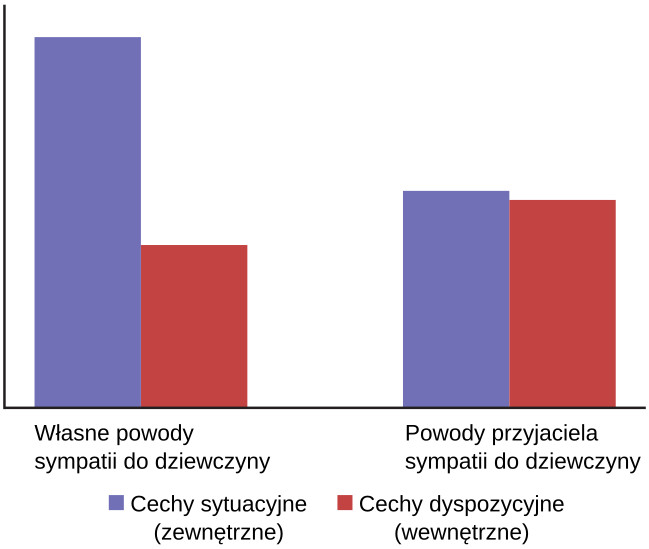 Własne powody
sympatii do dziewczyny
Powody przyjaciela
sympatii do dziewczyny
Cechy sytuacyjne
(zewnętrzne)
Cechy dyspozycyjne
(wewnętrzne)